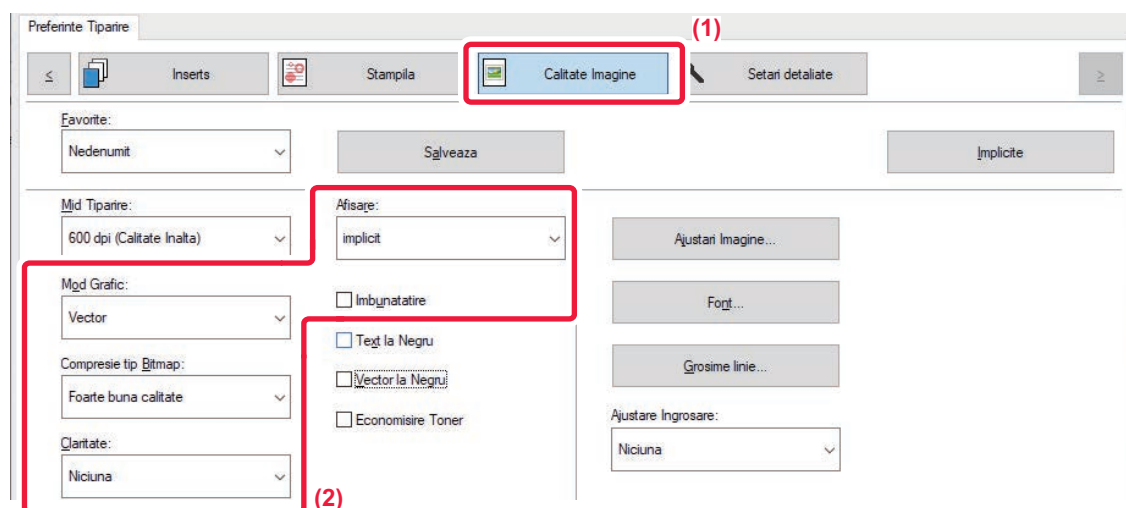 Preferinte Tiparire
(1)
<
Inserts
Stampila
Calitate Imagine
Setari detaliate
>
Favorite:
Nedenumit
Salveaza
Implicite
Mid Tiparire:
600 dpi (Calitate Inalta)
Afisare:
implicit
Ajustari Imagine...
Mod Grafic:
Vector
Imbunatatire
Font...
Text la Negru
Compresie tip Bitmap:
Foarte buna calitate
Vector la Negru
Grosime linie...
Economisire Toner
Ajustare Ingrosare:
Niciuna
Claritate:
Niciuna
(2)